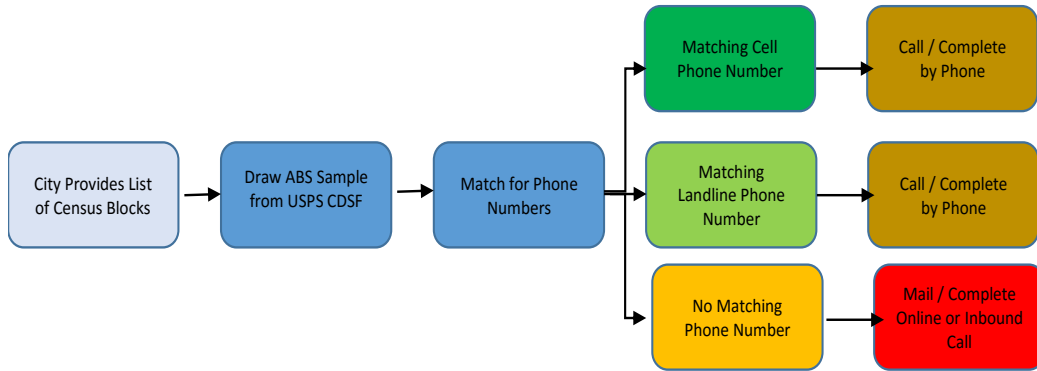 City Provides List
of Census Blocks
Draw ABS Sample
from USPS CDSF
Match for Phone
Numbers
Matching Cell
Phone Number
Call / Complete
by Phone
Matching
Landline Phone
Number
Call / Complete
by Phone
No Matching
Phone Number
Mail / Complete
Online or Inbound
Call